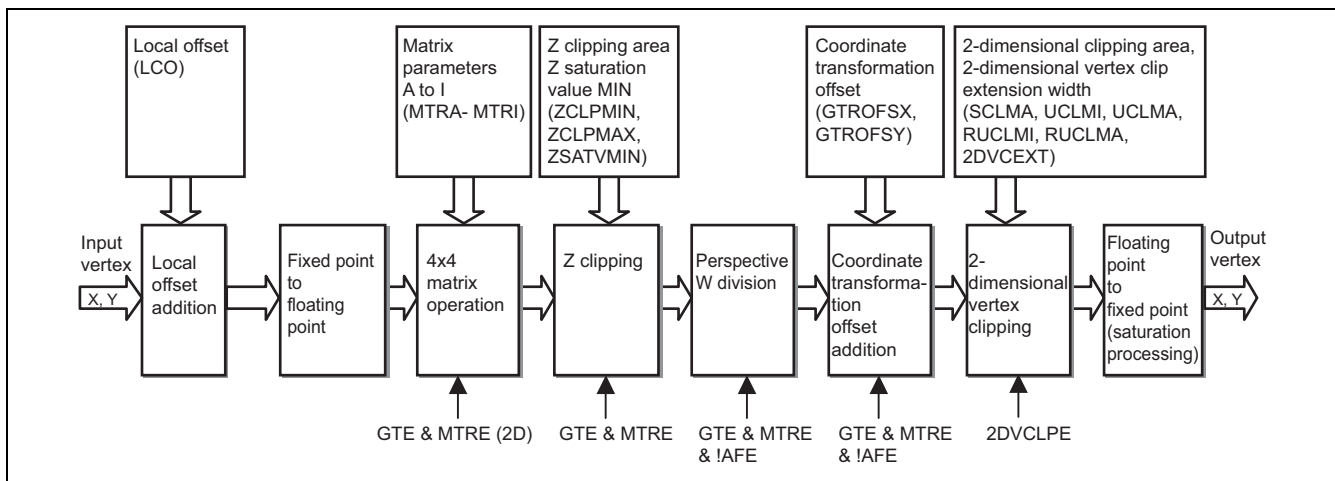 Local offset
(LCO)
Matrix
parameters
A to I
(MTRA- MTRI)
Z clipping area
Z saturation
value MIN
(ZCLPMIN,
ZCLPMAX,
ZSATVMIN)
Coordinate
transformation
offset
(GTROFSX,
GTROFSY)
2-dimensional clipping area,
2-dimensional vertex clip
extension width
(SCLMA, UCLMI, UCLMA,
RUCLMI, RUCLMA,
2DVCEXT)
Input
vertex
X, Y
Local
offset
addition
Fixed point
to
floating
point
4x4
matrix
operation
Z clipping
Perspective
W division
Coordinate
transforma-
tion
offset
addition
2-
dimensional
vertex
clipping
Floating
point
to
fixed point
(saturation
processing)
Output
vertex
X, Y
GTE & MTRE (2D)
GTE & MTRE
GTE & MTRE
& !AFE
GTE & MTRE
& !AFE
2DVCLPE